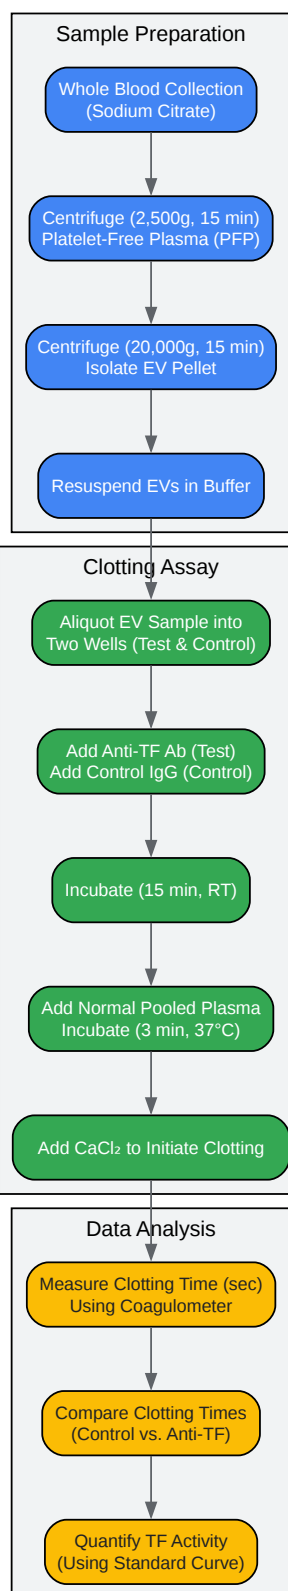 Sample Preparation
Whole Blood Collection
(Sodium Citrate)
Centrifuge (2,500g, 15 min)
Platelet-Free Plasma (PFP)
Centrifuge (20,000g, 15 min)
Isolate EV Pellet
Resuspend EVs in Buffer
Clotting Assay
Aliquot EV Sample into
Two Wells (Test & Control)
Add Anti-TF Ab (Test)
Add Control IgG (Control)
Incubate (15 min, RT)
Add Normal Pooled Plasma
Incubate (3 min, 37°C)
Add CaCl₂ to Initiate Clotting
Data Analysis
Measure Clotting Time (sec)
Using Coagulometer
Compare Clotting Times
(Control vs. Anti-TF)
Quantify TF Activity
(Using Standard Curve)